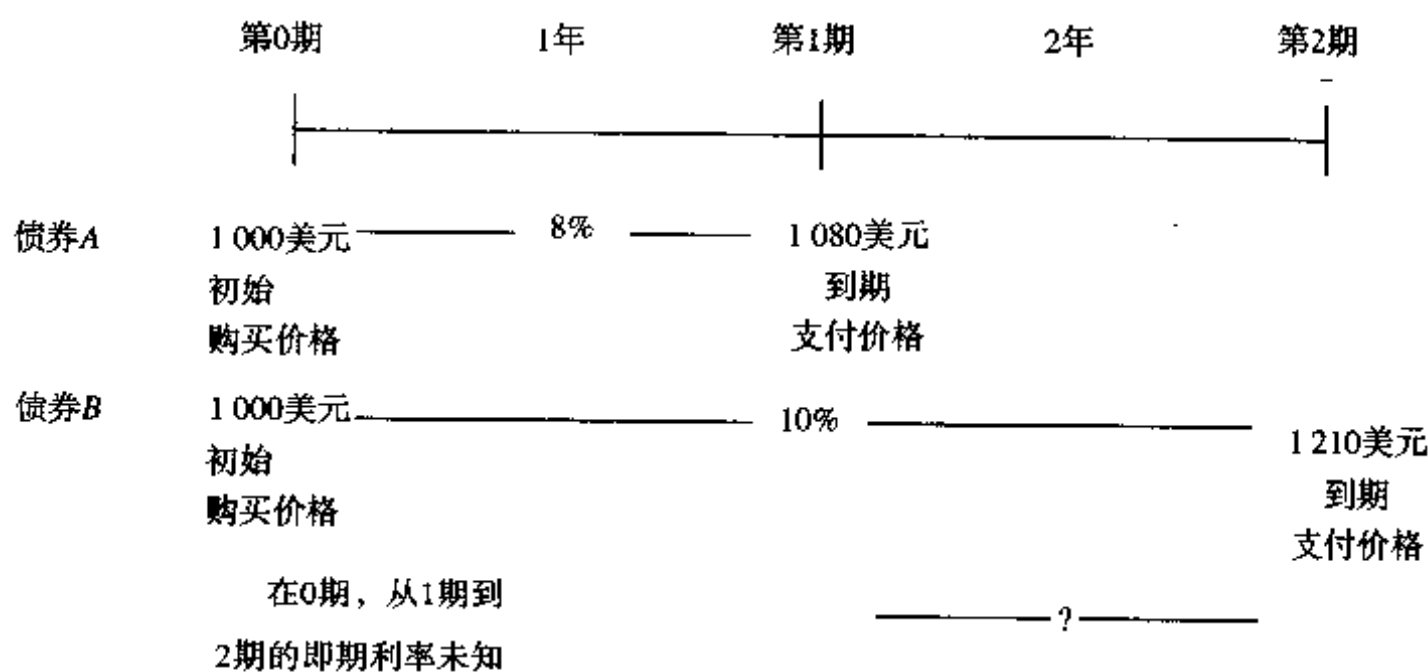 第0期 1年 第1期 2年 第2期
债券A 1 000美元 8% 1 080美元
初始 到期
购买价格 支付价格
债券B 1 000美元 10% 1 210美元
初始 到期
购买价格 支付价格
在0期，从1期到
2期的即期利率未知 ?